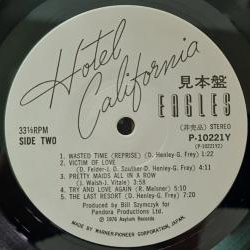 Hotel California
見本盤
P-10221Y
(非売品)
(P-10221Y2)
EAGLES
33⅓RPM
SIDE TWO
1. WASTED TIME (REPRISE) (D. Henley-G. Frey) 1:22
2. VICTIM OF LOVE
(D. Felder-J. D. Souther-D. Henley-G. Frey) 4:11
3. PRETTY MAIDS ALL IN A ROW
(J. Walsh-J. Vitale) 3:58
4. TRY AND LOVE AGAIN (R. Meisner) 5:10
5. THE LAST RESORT (D. Henley-G. Frey) 7:25
Produced by Bill Szymczyk for
Pandora Productions Ltd.
℗ 1976 Asylum Records
MADE BY WARNER-PIONEER CORPORATION, JAPAN.